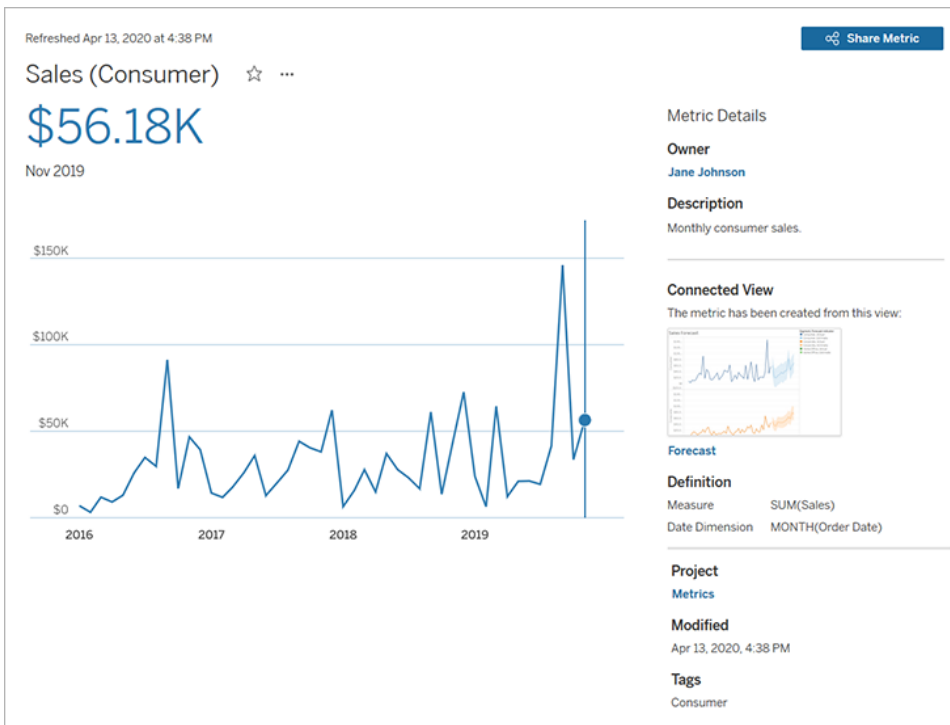 Refreshed Apr 13, 2020 at 4:38 PM
Share Metric
Sales (Consumer)
$56.18K
Nov 2019
$150K
$100K
$50K
$0
2016 2017 2018 2019
Metric Details
Owner
Jane Johnson
Description
Monthly consumer sales.
Connected View
The metric has been created from this view:
Sales Forecast
Forecast
Definition
Measure SUM(Sales)
Date Dimension MONTH(Order Date)
Project
Metrics
Modified
Apr 13, 2020, 4:38 PM
Tags
Consumer